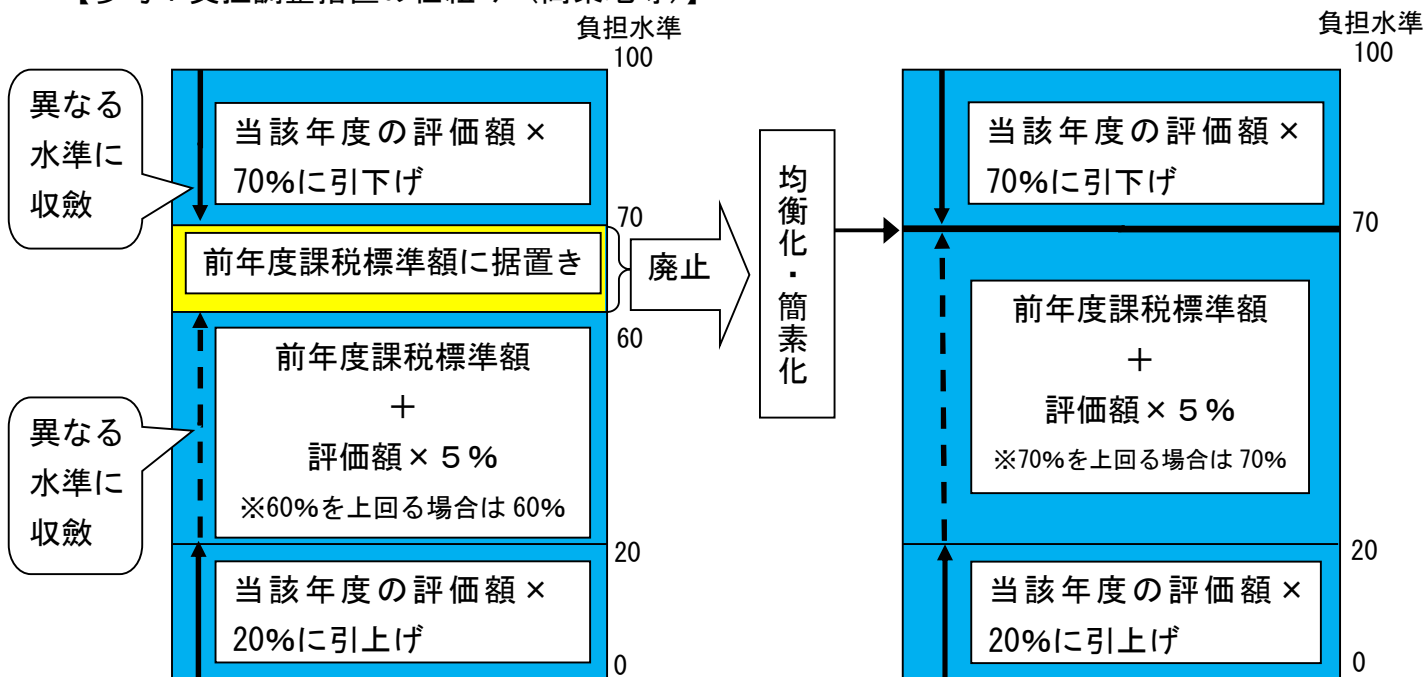 負担水準
100
異なる
水準に
収斂
当該年度の評価額×
70%に引下げ
70
前年度課税標準額に据置き
60
前年度課税標準額
＋
評価額×５%
※60%を上回る場合は 60%
異なる
水準に
収斂
20
当該年度の評価額×
20%に引上げ
0
廃止
均衡化・簡素化
負担水準
100
当該年度の評価額×
70%に引下げ
70
前年度課税標準額
＋
評価額×５%
※70%を上回る場合は 70%
20
当該年度の評価額×
20%に引上げ
0